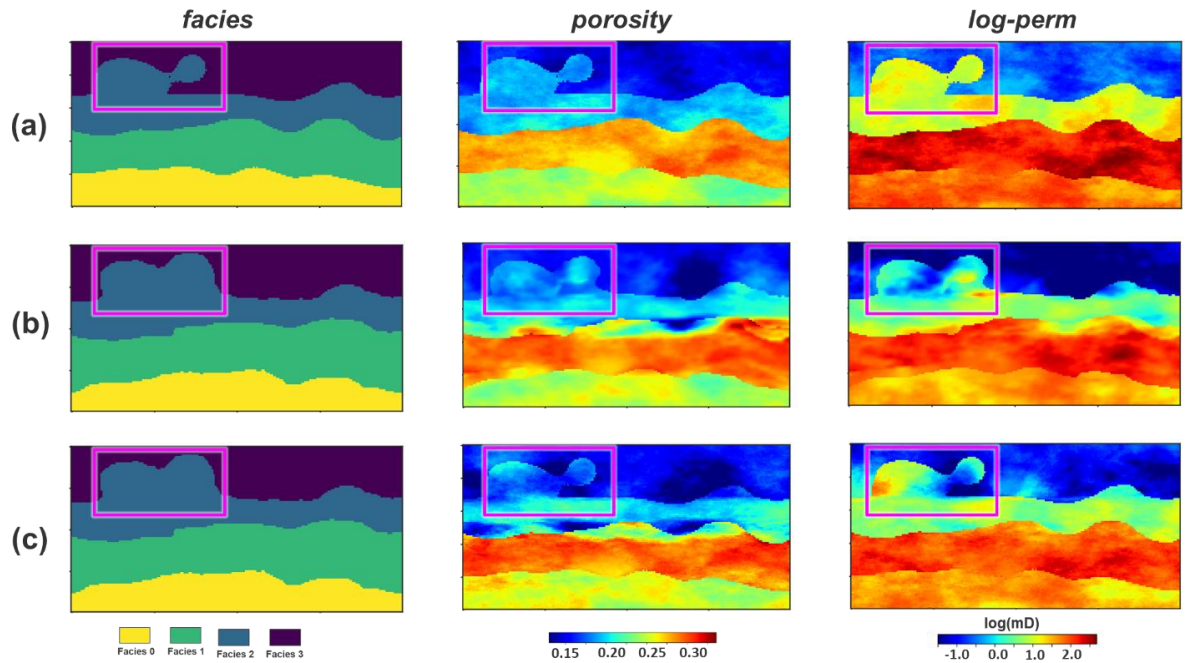 facies porosity log-perm
(a)
(b)
(c)
log(mD)
Facies 0 Facies 1 Facies 2 Facies 3
0.15 0.20 0.25 0.30
-1.0 0.0 1.0 2.0